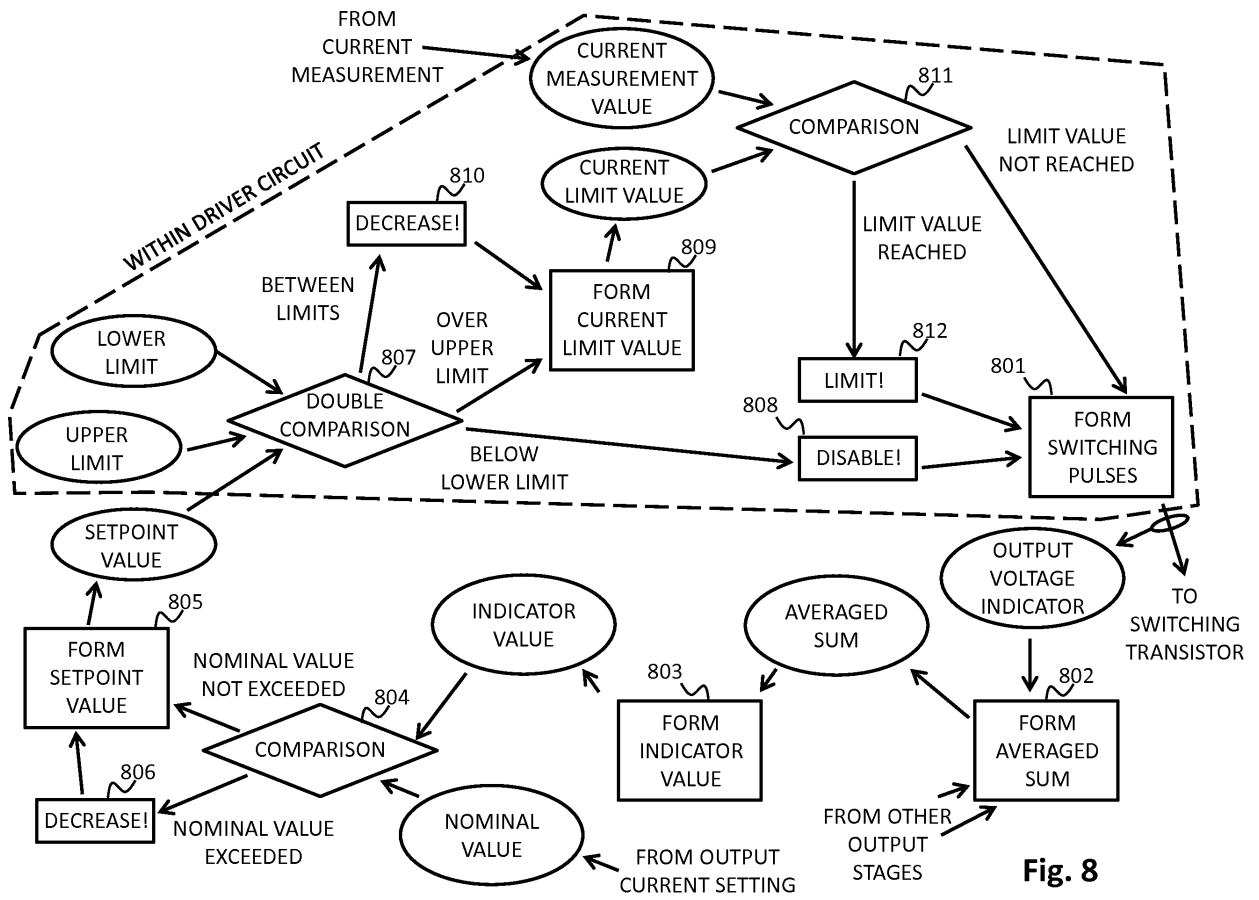 FROM
CURRENT
MEASUREMENT
CURRENT
MEASUREMENT
VALUE
811
COMPARISON
LIMIT VALUE
NOT REACHED
WITHIN DRIVER CIRCUIT
CURRENT
LIMIT VALUE
810
DECREASE!
LIMIT VALUE
REACHED
809
FORM
CURRENT
LIMIT VALUE
BETWEEN
LIMITS
OVER
UPPER
LIMIT
LOWER
LIMIT
807
DOUBLE
COMPARISON
812
LIMIT!
801
FORM
SWITCHING
PULSES
808
DISABLE!
UPPER
LIMIT
BELOW
LOWER LIMIT
SETPOINT
VALUE
OUTPUT
VOLTAGE
INDICATOR
TO
SWITCHING
TRANSISTOR
INDICATOR
VALUE
AVERAGED
SUM
805
FORM
SETPOINT
VALUE
NOMINAL VALUE
NOT EXCEEDED
804
COMPARISON
803
FORM
INDICATOR
VALUE
802
FORM
AVERAGED
SUM
806
DECREASE!
NOMINAL VALUE
EXCEEDED
NOMINAL
VALUE
FROM OUTPUT
CURRENT SETTING
FROM OTHER
OUTPUT
STAGES
Fig. 8